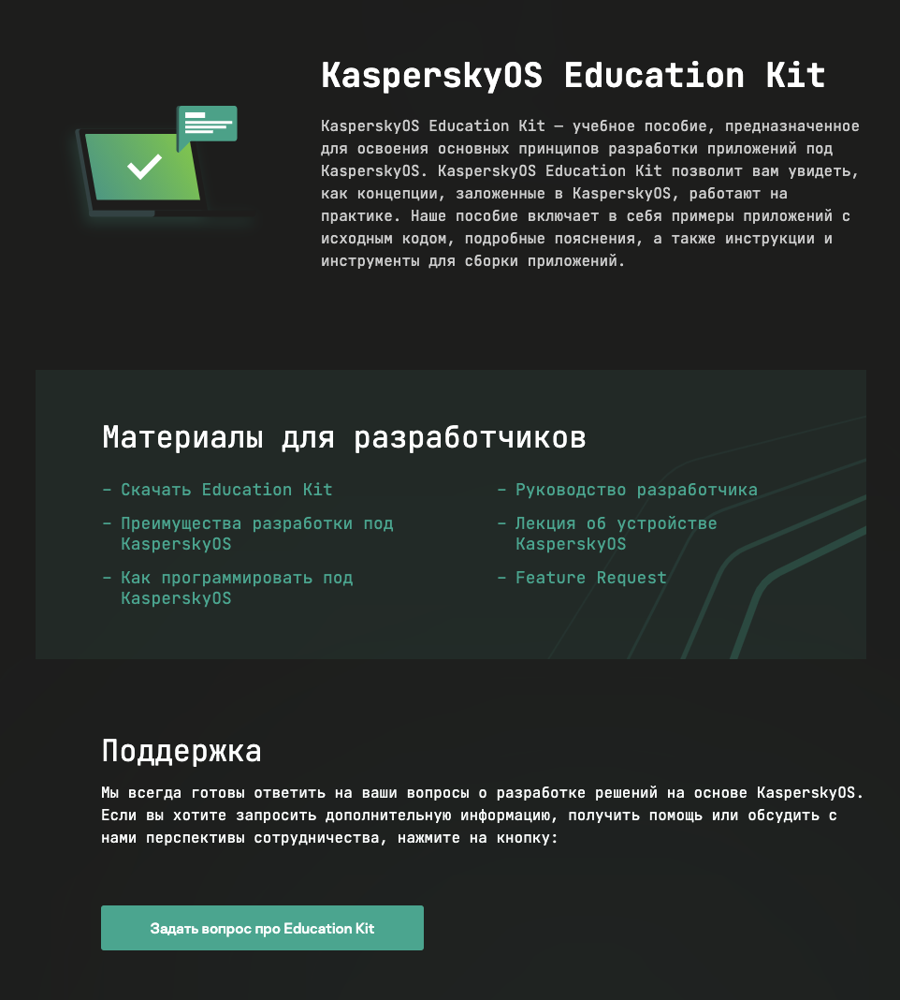 KasperskyOS Education Kit
KasperskyOS Education Kit – учебное пособие, предназначенное
для освоения основных принципов разработки приложений под
KasperskyOS. KasperskyOS Education Kit позволит вам увидеть,
как концепции, заложенные в KasperskyOS, работают на
практике. Наше пособие включает в себя примеры приложений с
исходным кодом, подробные пояснения, а также инструкции и
инструменты для сборки приложений.
Материалы для разработчиков
– Скачать Education Kit
– Преимущества разработки под
KasperskyOS
– Как программировать под
KasperskyOS
– Руководство разработчика
– Лекция об устройстве
KasperskyOS
– Feature Request
Поддержка
Мы всегда готовы ответить на ваши вопросы о разработке решений на основе KasperskyOS.
Если вы хотите запросить дополнительную информацию, получить помощь или обсудить с
нами перспективы сотрудничества, нажмите на кнопку:
Задать вопрос про Education Kit